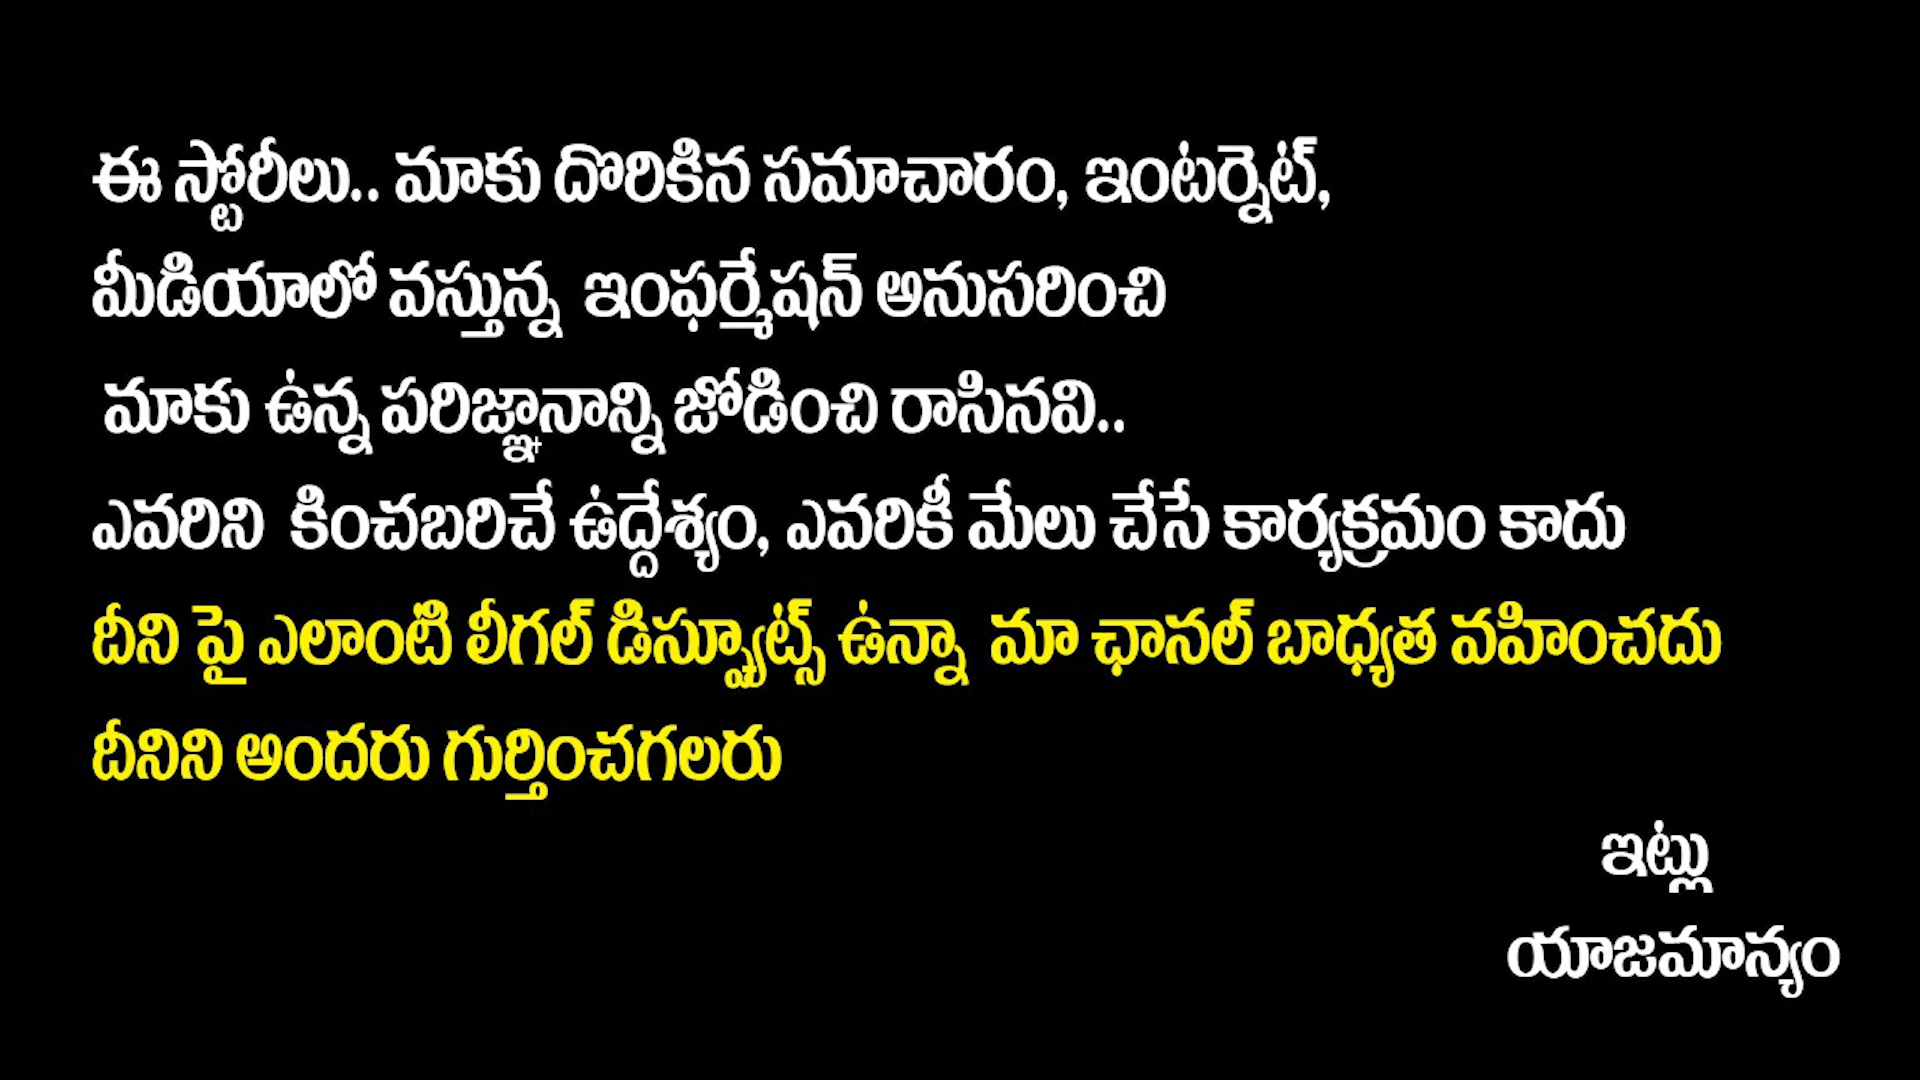 ఈ స్టోరీలు.. మాకు దొరికిన సమాచారం, ఇంటర్నెట్,
మీడియాలో వస్తున్న ఇంఫర్మేషన్ అనుసరించి
మాకు ఉన్న పరిజ్ఞానాన్ని జోడించి రాసినవి..
ఎవరిని కించబరిచే ఉద్దేశ్యం, ఎవరికీ మేలు చేసే కార్యక్రమం కాదు
దీని పై ఎలాంటి లీగల్ డిస్ప్యూట్స్ ఉన్నా మా ఛానల్ బాధ్యత వహించదు
దీనిని అందరు గుర్తించగలరు
ఇట్లు
యాజమాన్యం